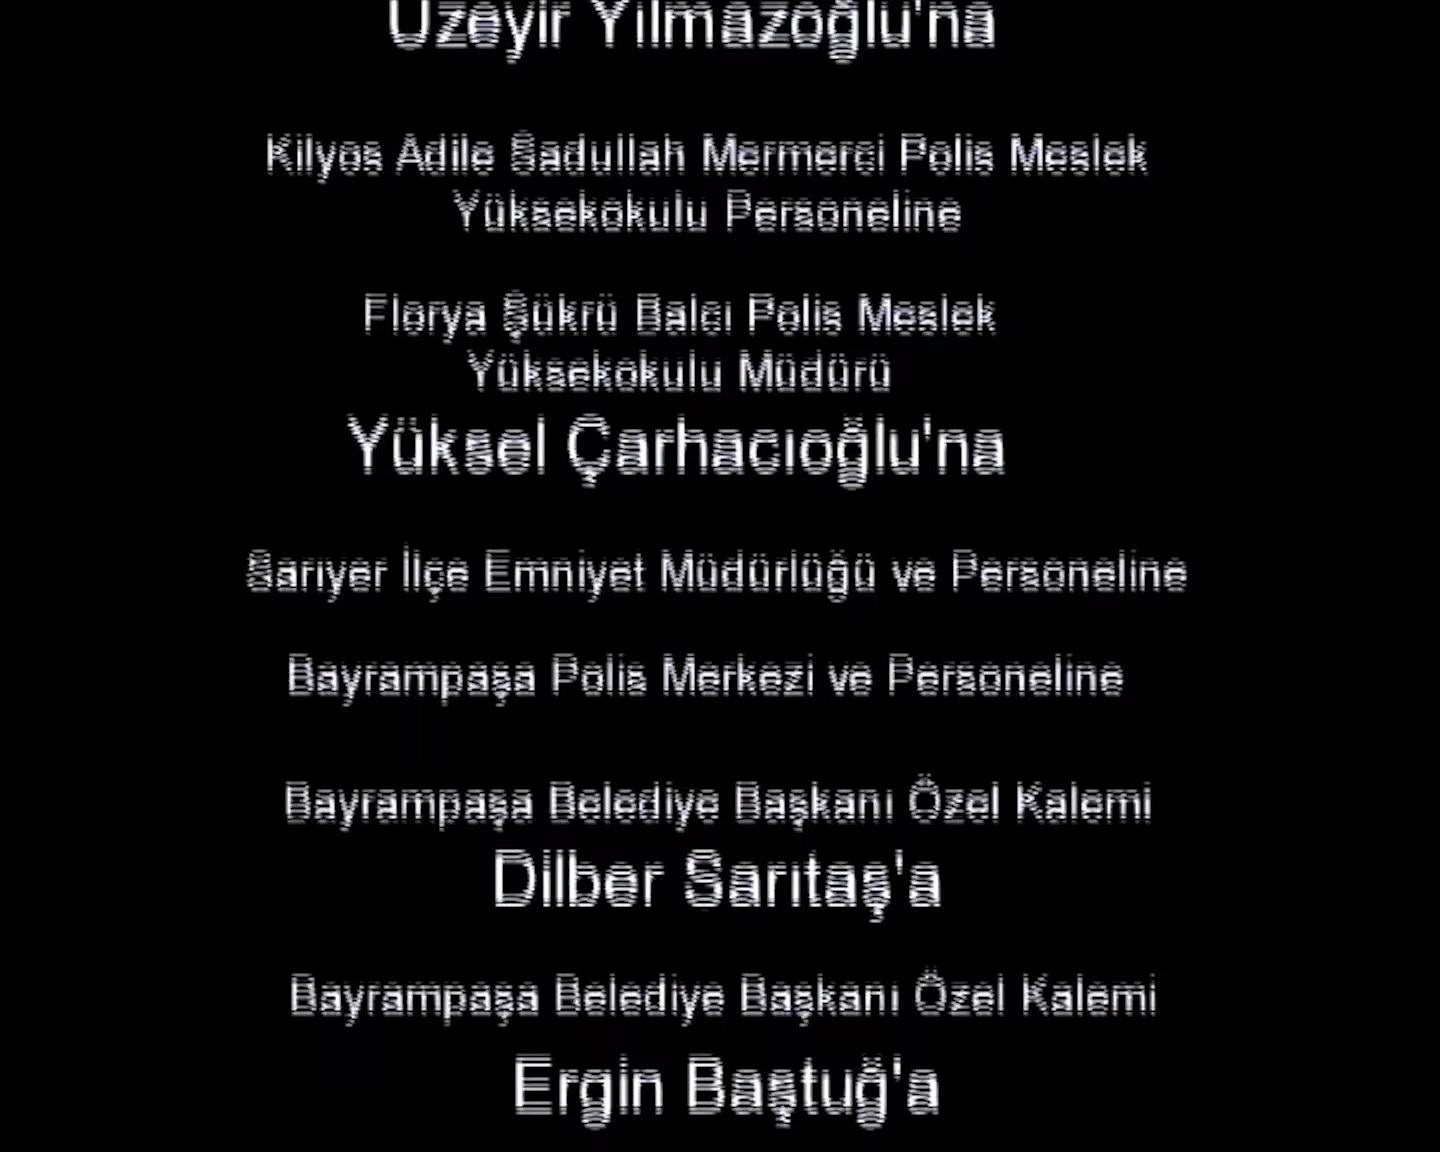 Üzeyir Yılmazoğlu'na
Kilyos Adile Sadullah Mermerci Polis Meslek
Yüksekokulu Personeline
Florya Şükrü Balcı Polis Meslek
Yüksekokulu Müdürü
Yüksel Çarhacıoğlu'na
Sarıyer İlçe Emniyet Müdürlüğü ve Personeline
Bayrampaşa Polis Merkezi ve Personeline
Bayrampaşa Belediye Başkanı Özel Kalemi
Dilber Sarıtaş'a
Bayrampaşa Belediye Başkanı Özel Kalemi
Ergin Baştuğ'a